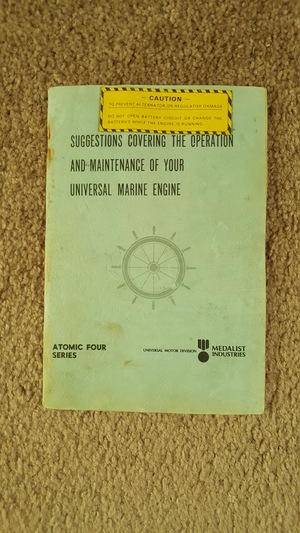 — CAUTION —
TO PREVENT ALTERNATOR OR REGULATOR DAMAGE
DO NOT OPEN BATTERY CIRCUIT OR CHANGE THE
BATTERIES WHILE THE ENGINE IS RUNNING.
SUGGESTIONS COVERING THE OPERATION
AND MAINTENANCE OF YOUR
UNIVERSAL MARINE ENGINE
ATOMIC FOUR
SERIES
UNIVERSAL MOTOR DIVISION
MEDALIST
INDUSTRIES